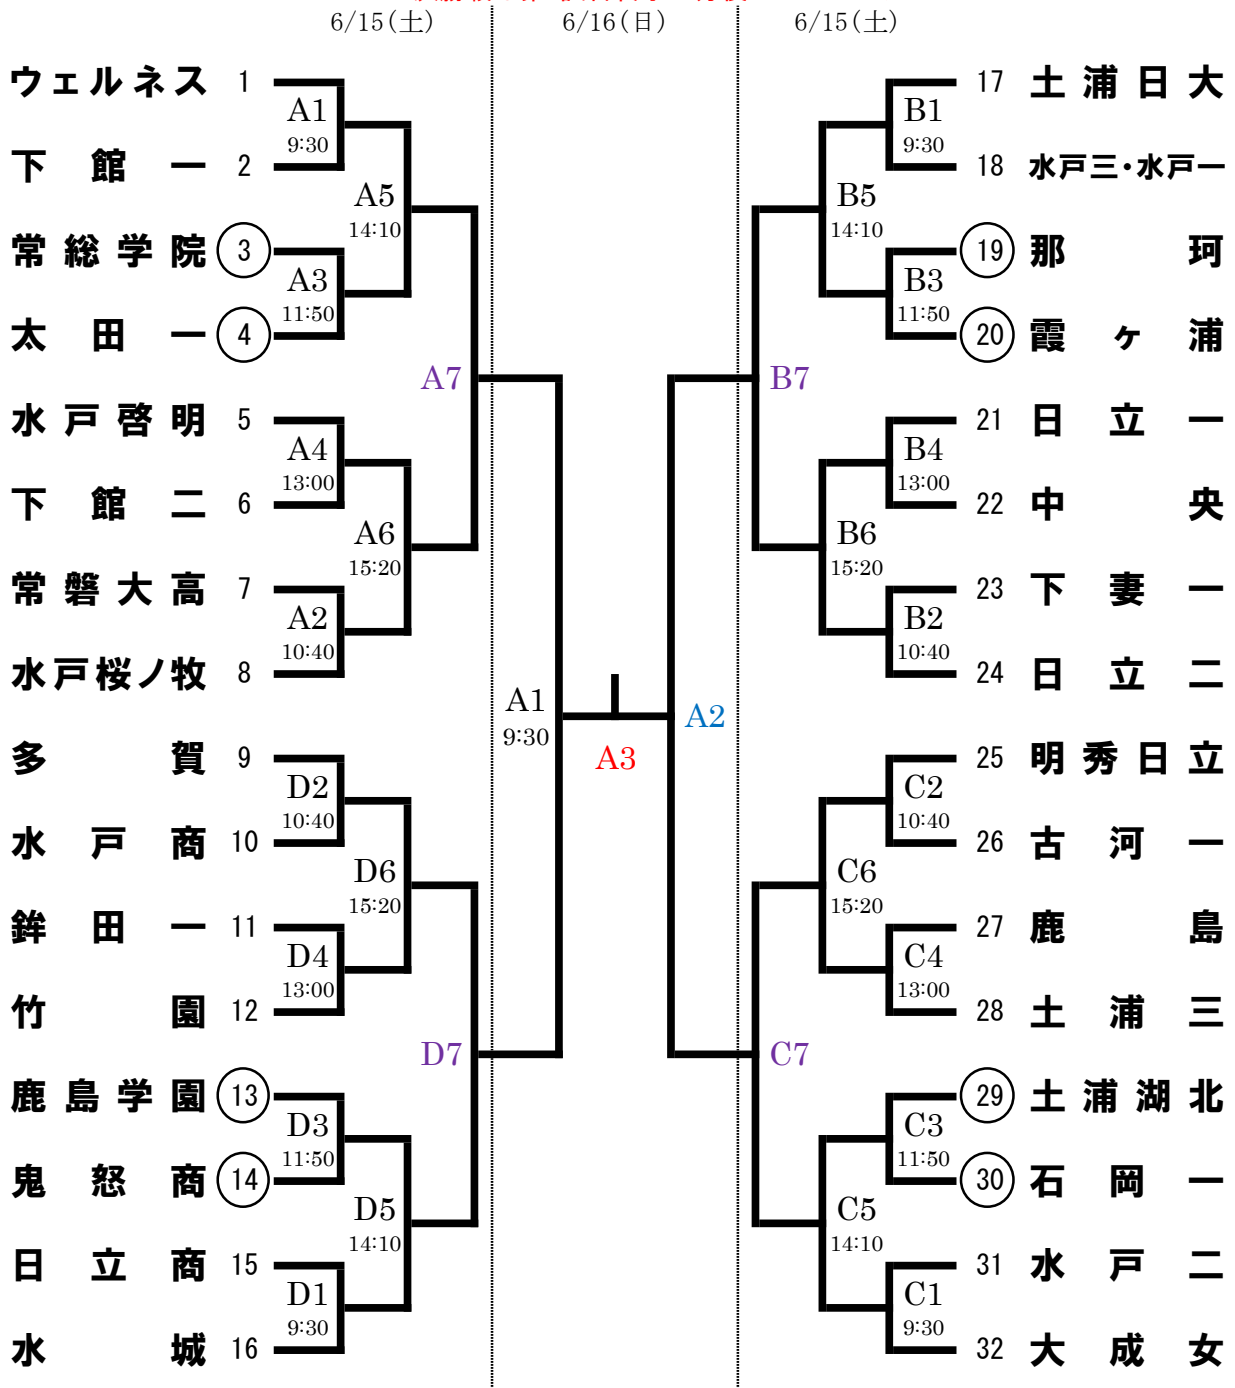 6/15(土) 6/16(日) 6/15(土)
ウェルネス 1
A1
9:30
下館一 2
A5
14:10
常総学院 3
A3
11:50
太田一 4
A7
水戸啓明 5
A4
13:00
下館二 6
A6
15:20
常磐大高 7
A2
10:40
水戸桜ノ牧 8
多賀 9
D2
10:40
水戸商 10
D6
15:20
鉾田一 11
D4
13:00
竹園 12
D7
鹿島学園 13
D3
11:50
鬼怒商 14
D5
14:10
日立商 15
D1
9:30
水城 16
A1
9:30
A3
A2
17 土浦日大
B1
9:30
18 水戸三・水戸一
B5
14:10
19 那珂
B3
11:50
20 霞ヶ浦
B7
21 日立一
B4
13:00
22 中央
B6
15:20
23 下妻一
B2
10:40
24 日立二
25 明秀日立
C2
10:40
26 古河一
C6
15:20
27 鹿島
C4
13:00
28 土浦三
C7
29 土浦湖北
C3
11:50
30 石岡一
C5
14:10
31 水戸二
C1
9:30
32 大成女